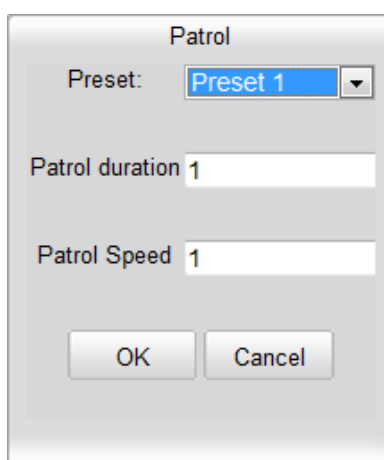 Patrol
Preset: Preset 1
Patrol duration 1
Patrol Speed 1
OK Cancel